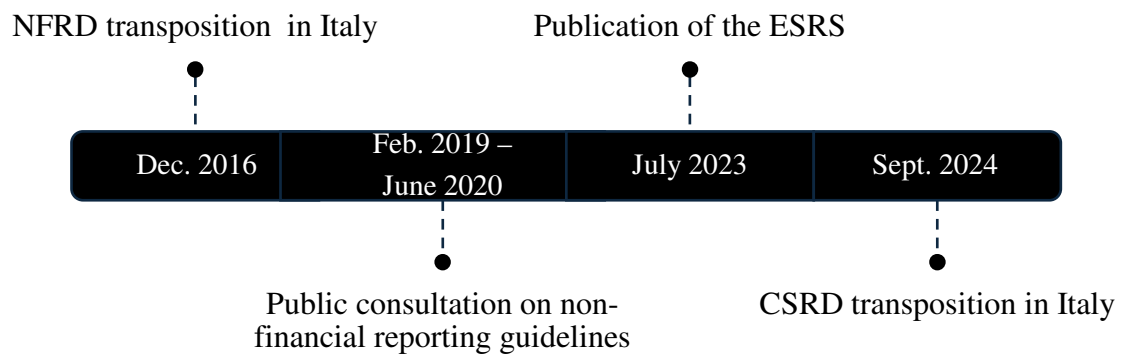 NFRD transposition in Italy
Publication of the ESRS
Dec. 2016
Feb. 2019 –
June 2020
July 2023
Sept. 2024
Public consultation on non-
financial reporting guidelines
CSRD transposition in Italy